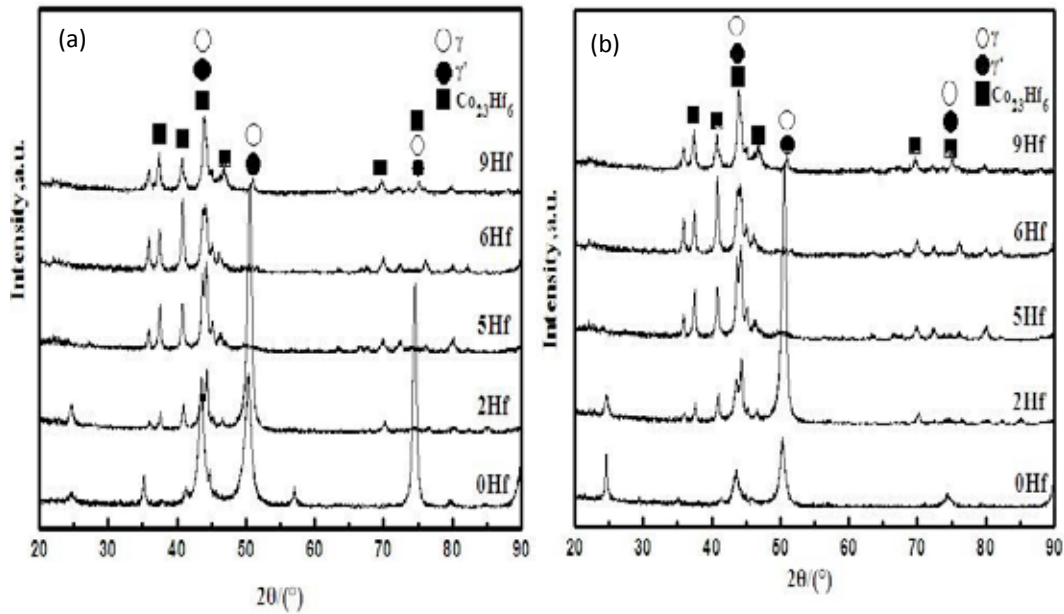 (a)
γ
γ'
Co23Hf6
9Hf
6Hf
5Hf
2Hf
0Hf
Intensity,a.u.
20 30 40 50 60 70 80 90
2θ/(°)
(b)
γ
γ'
Co23Hf6
9Hf
6Hf
5Hf
2Hf
0Hf
Intensity,a.u.
20 30 40 50 60 70 80 90
2θ/(°)